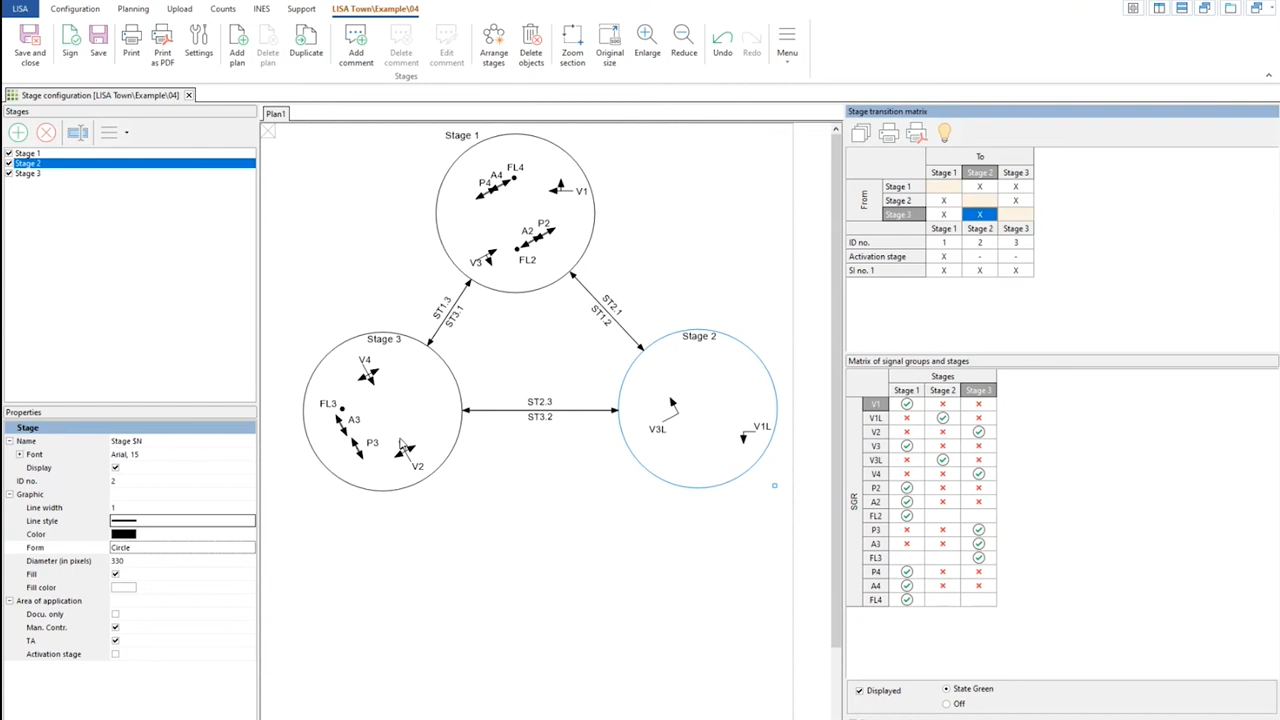 LISA Configuration Planning Upload Counts INES Support LISA Town\Example\04
Save and close Sign Save Print Print as PDF Settings Add plan Delete plan Duplicate Add comment Delete comment Edit comment Arrange stages Delete objects Zoom section Original size Enlarge Reduce Undo Redo Menu
Stages
Stage configuration [LISA Town\Example\04]
Stages
Stage 1
Stage 2
Stage 3
Properties
Stage
Name Stage $N
Font Arial, 15
Display
ID no. 2
Graphic
Line width 1
Line style
Color
Form Circle
Diameter (in pixels) 330
Fill
Fill color
Area of application
Docu. only
Man. Contr.
TA
Activation stage
Plan1
Stage 1
FL4
A4
P4
V1
P2
A2
V3
FL2
ST1.3
ST3.1
ST2.1
ST1.2
Stage 3
V4
FL3
A3
P3
V2
ST2.3
ST3.2
Stage 2
V3L
V1L
Stage transition matrix
To
Stage 1 Stage 2 Stage 3
From
Stage 1 X X
Stage 2 X X
Stage 3 X X
Stage 1 Stage 2 Stage 3
ID no. 1 2 3
Activation stage X - -
SI no. 1 X X X
Matrix of signal groups and stages
Stages
Stage 1 Stage 2 Stage 3
SGR
V1
V1L
V2
V3
V3L
V4
P2
A2
FL2
P3
A3
FL3
P4
A4
FL4
Displayed State Green
Off